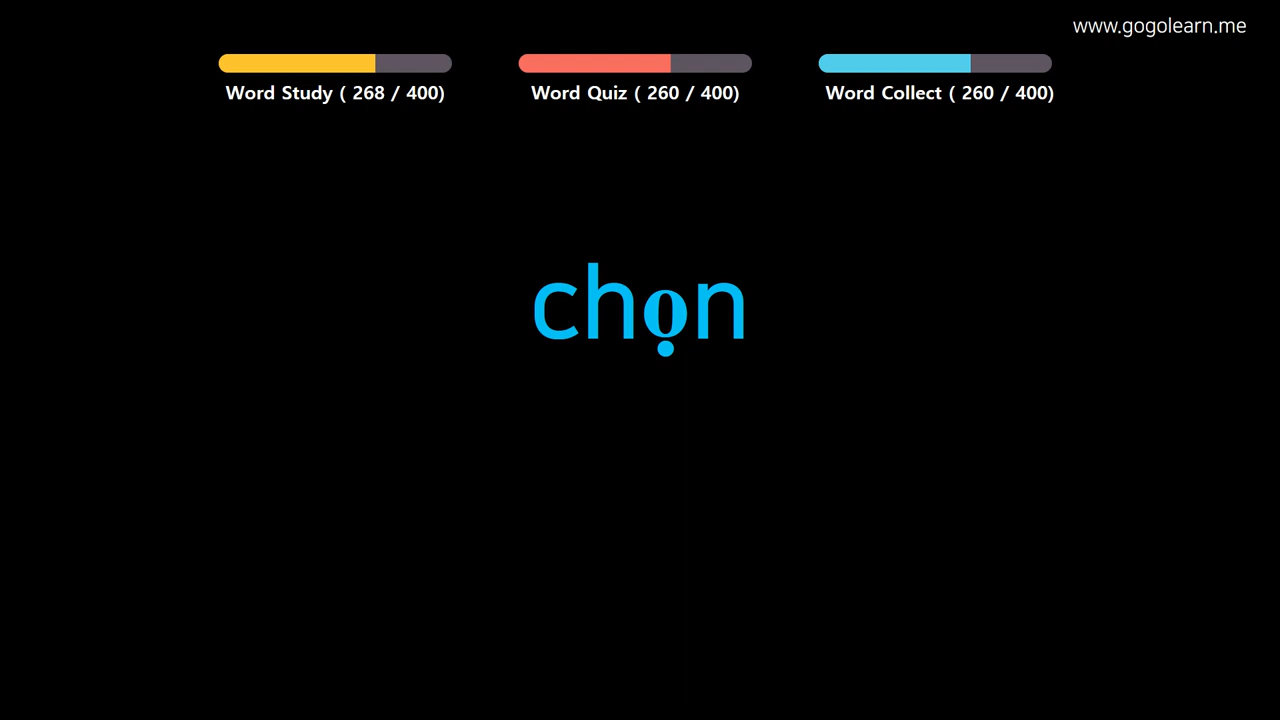 www.gogolearn.me
Word Study ( 268 / 400)
Word Quiz ( 260 / 400)
Word Collect ( 260 / 400)
chọn